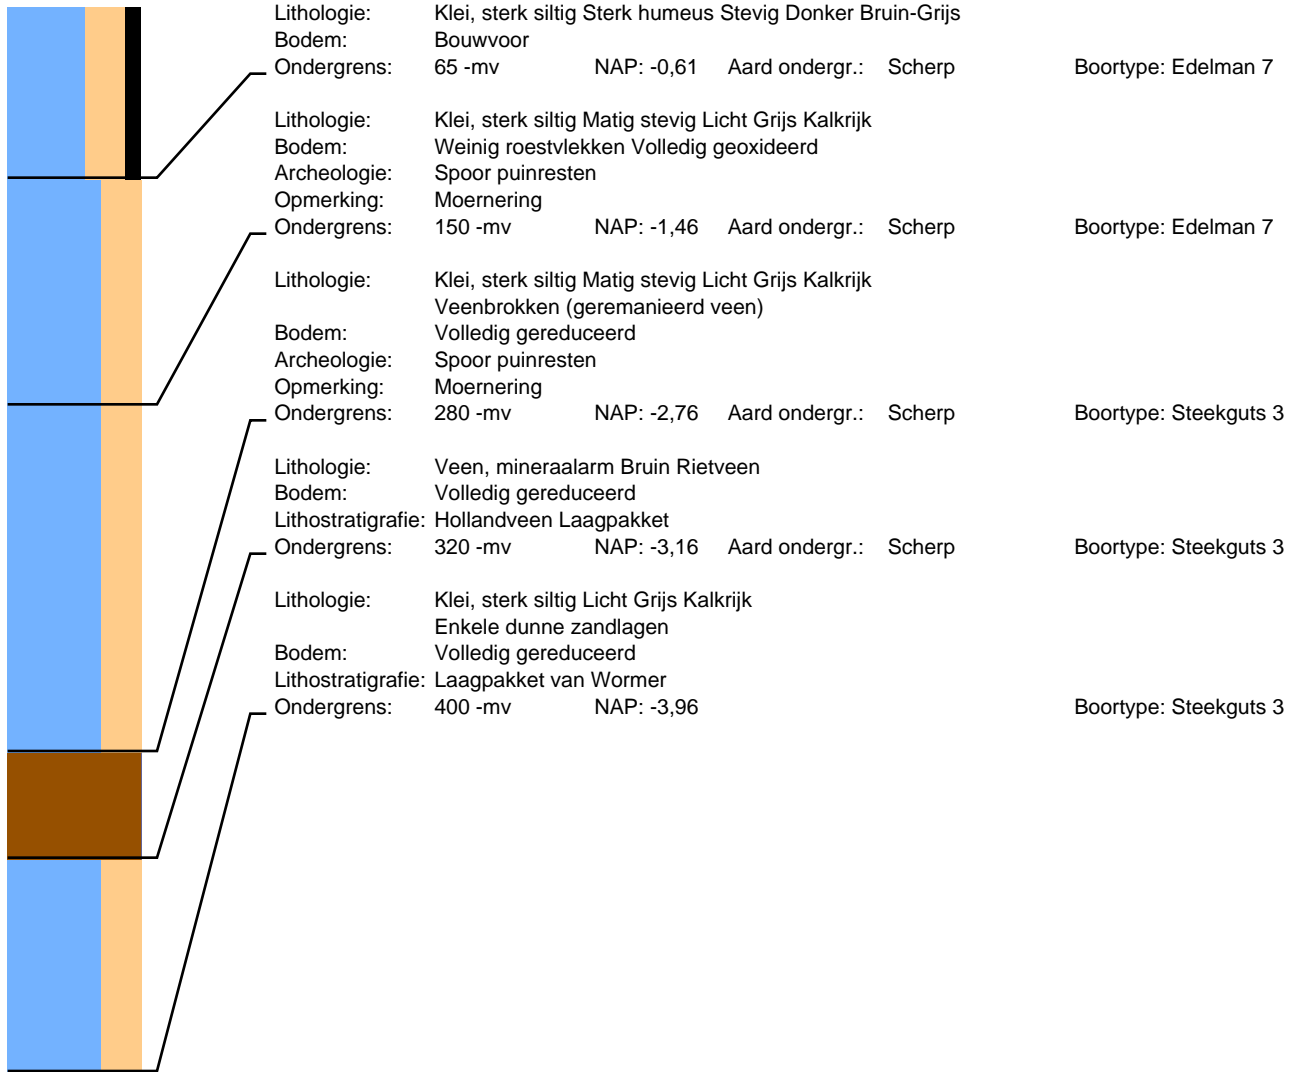 Lithologie: Klei, sterk siltig Sterk humeus Stevig Donker Bruin-Grijs
Bodem: Bouwvoor
Ondergrens: 65 -mv NAP: -0,61 Aard ondergr.: Scherp Boortype: Edelman 7
Lithologie: Klei, sterk siltig Matig stevig Licht Grijs Kalkrijk
Bodem: Weinig roestvlekken Volledig geoxideerd
Archeologie: Spoor puinresten
Opmerking: Moernering
Ondergrens: 150 -mv NAP: -1,46 Aard ondergr.: Scherp Boortype: Edelman 7
Lithologie: Klei, sterk siltig Matig stevig Licht Grijs Kalkrijk
Veenbrokken (geremanieerd veen)
Bodem: Volledig gereduceerd
Archeologie: Spoor puinresten
Opmerking: Moernering
Ondergrens: 280 -mv NAP: -2,76 Aard ondergr.: Scherp Boortype: Steekguts 3
Lithologie: Veen, mineraalarm Bruin Rietveen
Bodem: Volledig gereduceerd
Lithostratigrafie: Hollandveen Laagpakket
Ondergrens: 320 -mv NAP: -3,16 Aard ondergr.: Scherp Boortype: Steekguts 3
Lithologie: Klei, sterk siltig Licht Grijs Kalkrijk
Enkele dunne zandlagen
Bodem: Volledig gereduceerd
Lithostratigrafie: Laagpakket van Wormer
Ondergrens: 400 -mv NAP: -3,96 Boortype: Steekguts 3